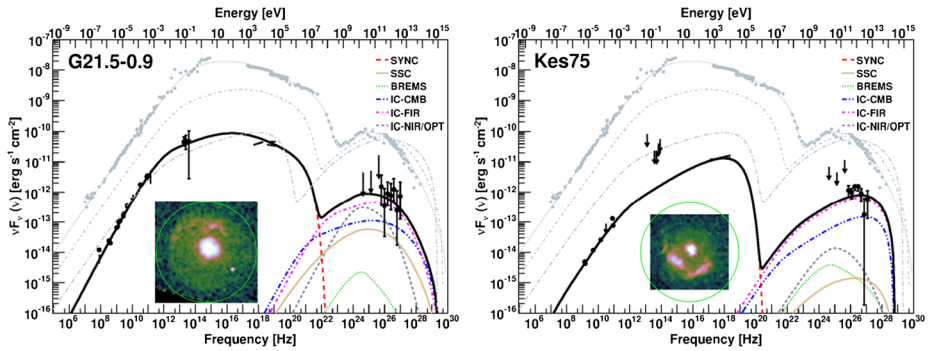 Energy [eV]
10⁻⁹ 10⁻⁷ 10⁻⁵ 10⁻³ 10⁻¹ 10 10³ 10⁵ 10⁷ 10⁹ 10¹¹ 10¹³ 10¹⁵
G21.5-0.9
SYNC
SSC
BREMS
IC-CMB
IC-FIR
IC-NIR/OPT
νFν (ν) [erg s⁻¹ cm⁻²]
10⁻⁷
10⁻⁸
10⁻⁹
10⁻¹⁰
10⁻¹¹
10⁻¹²
10⁻¹³
10⁻¹⁴
10⁻¹⁵
10⁻¹⁶
10⁶ 10⁸ 10¹⁰ 10¹² 10¹⁴ 10¹⁶ 10¹⁸ 10²⁰ 10²² 10²⁴ 10²⁶ 10²⁸ 10³⁰
Frequency [Hz]
Energy [eV]
10⁻⁹ 10⁻⁷ 10⁻⁵ 10⁻³ 10⁻¹ 10 10³ 10⁵ 10⁷ 10⁹ 10¹¹ 10¹³ 10¹⁵
Kes75
SYNC
SSC
BREMS
IC-CMB
IC-FIR
IC-NIR/OPT
νFν (ν) [erg s⁻¹ cm⁻²]
10⁻⁷
10⁻⁸
10⁻⁹
10⁻¹⁰
10⁻¹¹
10⁻¹²
10⁻¹³
10⁻¹⁴
10⁻¹⁵
10⁻¹⁶
10⁶ 10⁸ 10¹⁰ 10¹² 10¹⁴ 10¹⁶ 10¹⁸ 10²⁰ 10²² 10²⁴ 10²⁶ 10²⁸ 10³⁰
Frequency [Hz]